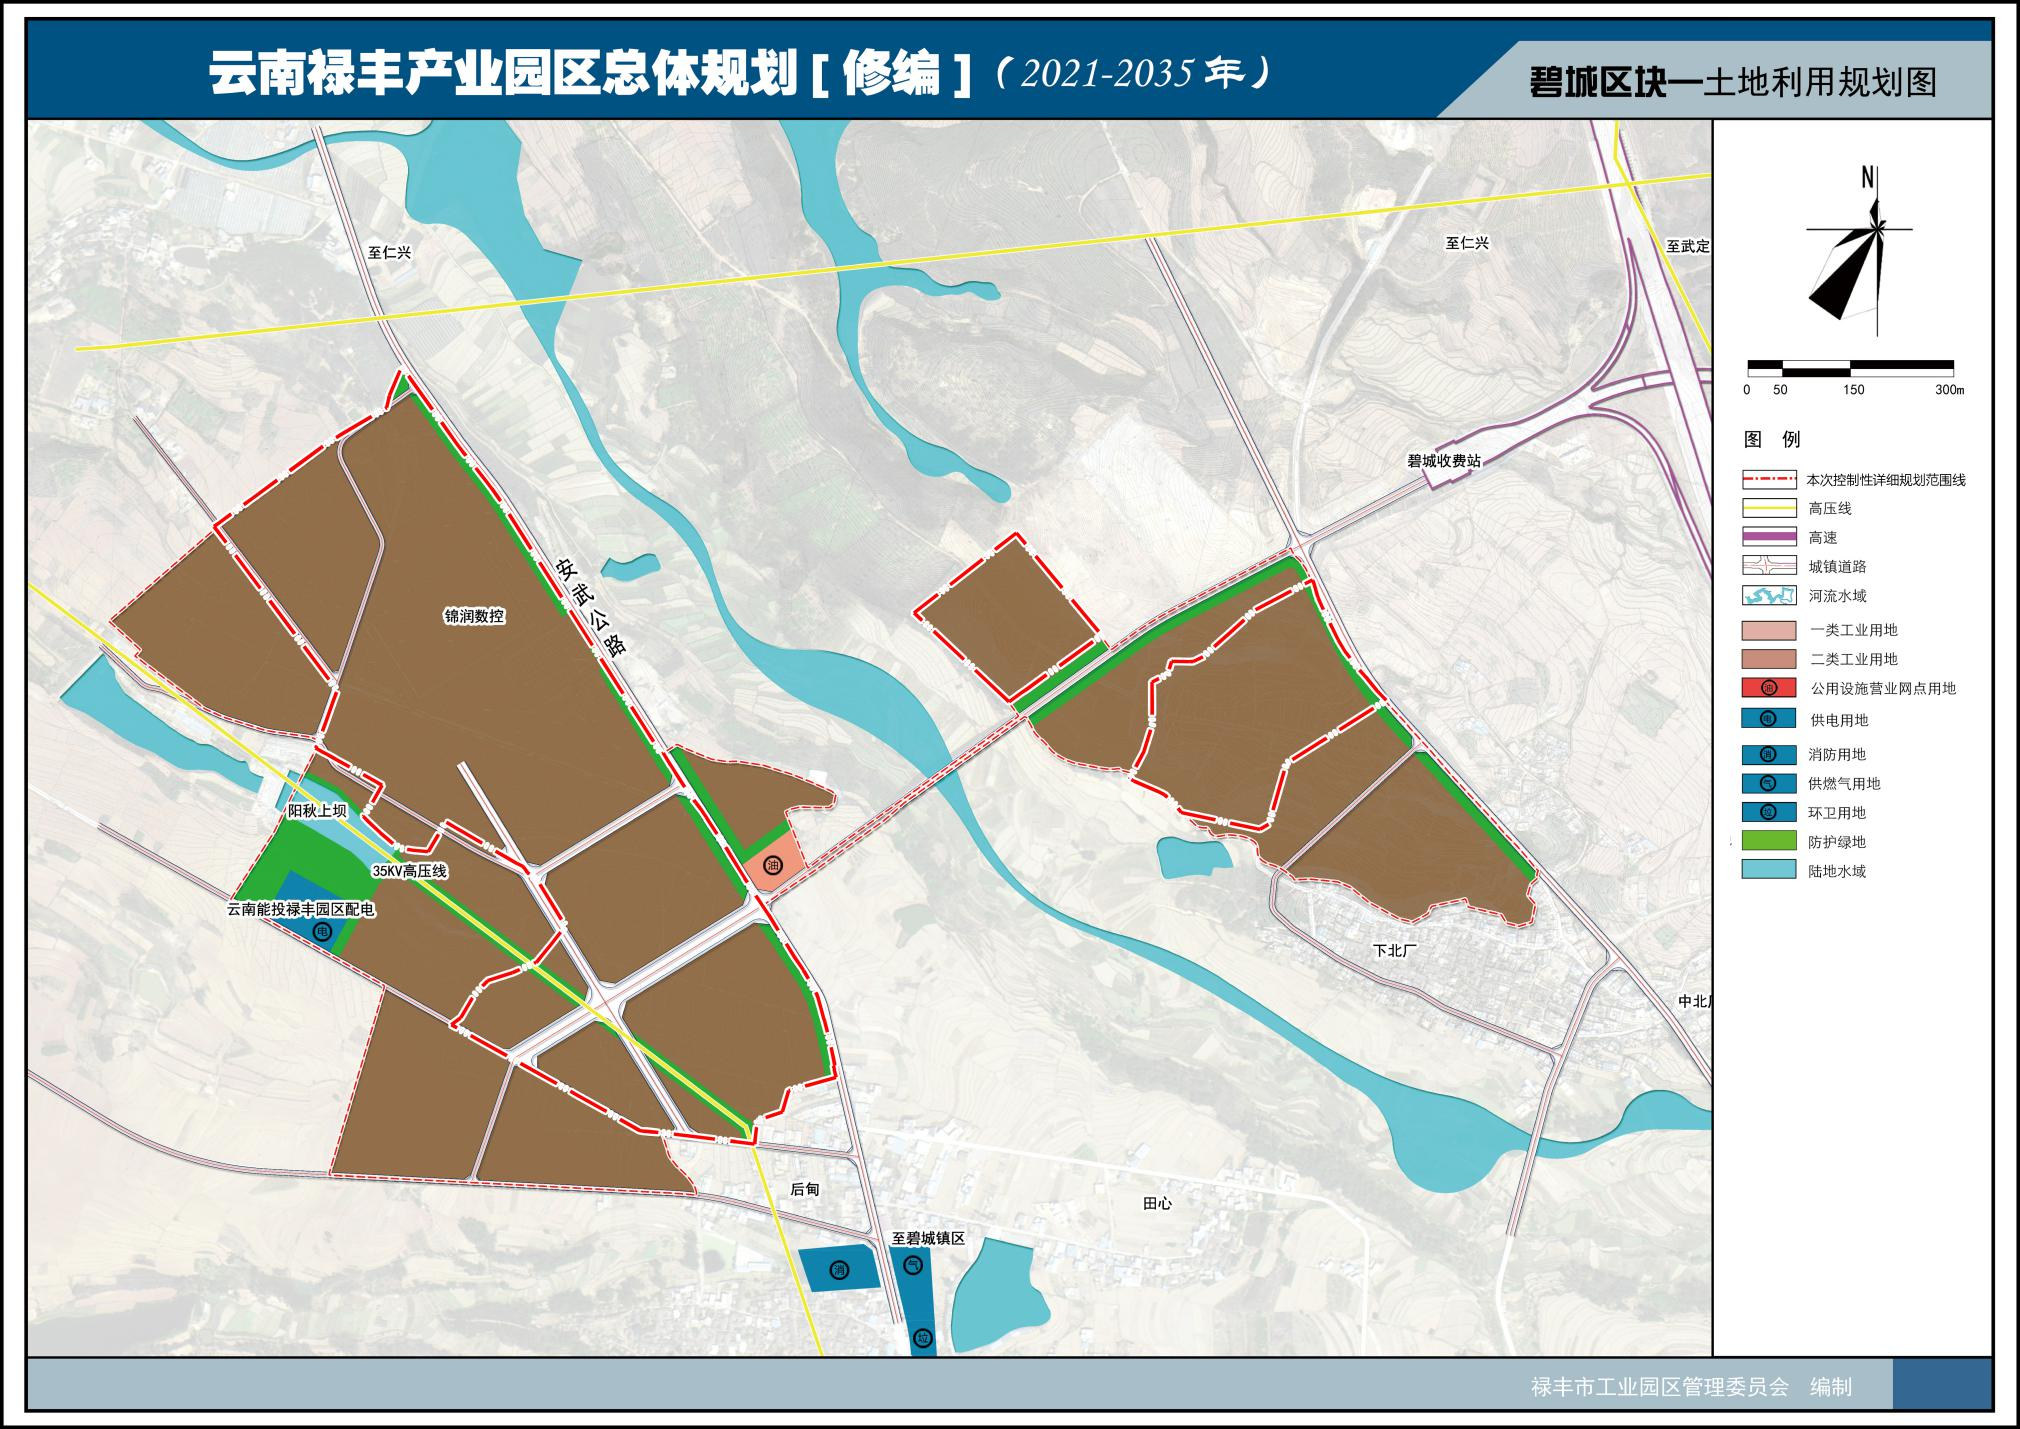 云南禄丰产业园区总体规划[修编](2021-2035年)
碧城区块—土地利用规划图
至仁兴
至仁兴
至武定
碧城收费站
安武公路
锦润数控
阳秋上坝
35KV高压线
云南能投禄丰园区配电
电
油
下北厂
中北
后甸
田心
至碧城镇区
消
气
垃
N
0 50 150 300m
图 例
本次控制性详细规划范围线
高压线
高速
城镇道路
河流水域
一类工业用地
二类工业用地
油 公用设施营业网点用地
电 供电用地
消 消防用地
气 供燃气用地
垃 环卫用地
防护绿地
陆地水域
禄丰市工业园区管理委员会 编制